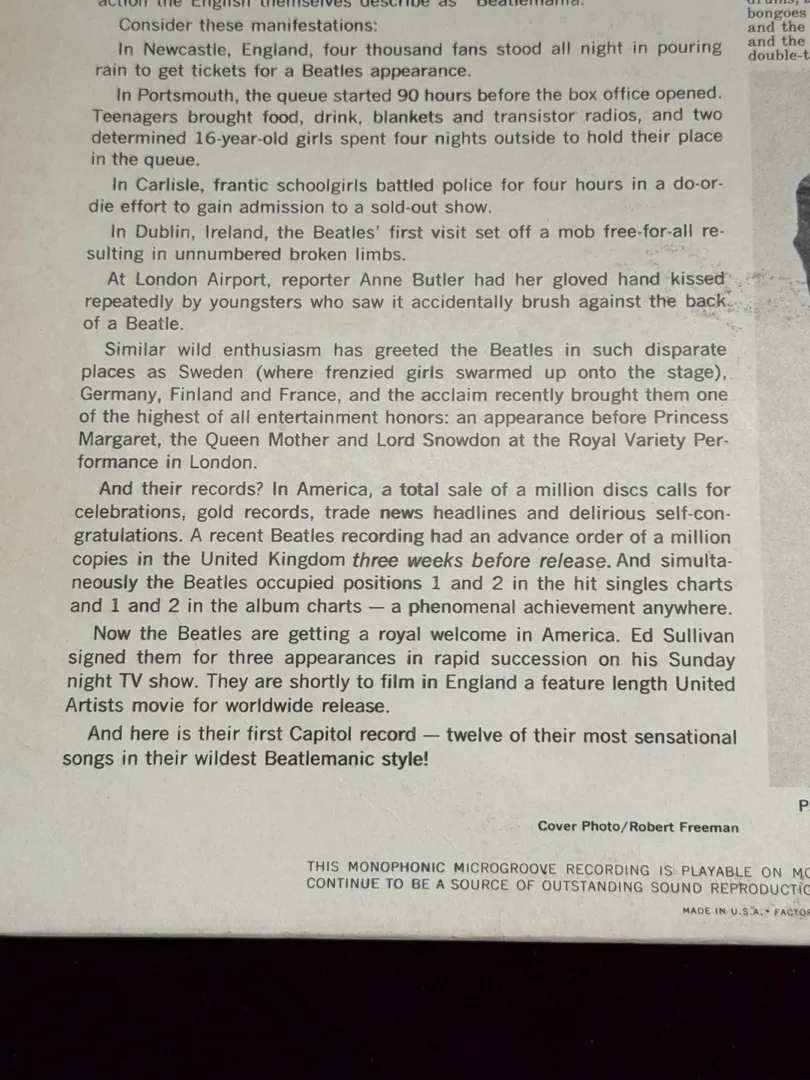 action the English themselves describe as "Beatlemania."
Consider these manifestations:
In Newcastle, England, four thousand fans stood all night in pouring
rain to get tickets for a Beatles appearance.
In Portsmouth, the queue started 90 hours before the box office opened.
Teenagers brought food, drink, blankets and transistor radios, and two
determined 16-year-old girls spent four nights outside to hold their place
in the queue.
In Carlisle, frantic schoolgirls battled police for four hours in a do-or-
die effort to gain admission to a sold-out show.
In Dublin, Ireland, the Beatles' first visit set off a mob free-for-all re-
sulting in unnumbered broken limbs.
At London Airport, reporter Anne Butler had her gloved hand kissed
repeatedly by youngsters who saw it accidentally brush against the back
of a Beatle.
Similar wild enthusiasm has greeted the Beatles in such disparate
places as Sweden (where frenzied girls swarmed up onto the stage),
Germany, Finland and France, and the acclaim recently brought them one
of the highest of all entertainment honors: an appearance before Princess
Margaret, the Queen Mother and Lord Snowdon at the Royal Variety Per-
formance in London.
And their records? In America, a total sale of a million discs calls for
celebrations, gold records, trade news headlines and delirious self-con-
gratulations. A recent Beatles recording had an advance order of a million
copies in the United Kingdom three weeks before release. And simulta-
neously the Beatles occupied positions 1 and 2 in the hit singles charts
and 1 and 2 in the album charts — a phenomenal achievement anywhere.
Now the Beatles are getting a royal welcome in America. Ed Sullivan
signed them for three appearances in rapid succession on his Sunday
night TV show. They are shortly to film in England a feature length United
Artists movie for worldwide release.
And here is their first Capitol record — twelve of their most sensational
songs in their wildest Beatlemanic style!
bongoes
and the
and the
double-t
P
Cover Photo/Robert Freeman
THIS MONOPHONIC MICROGROOVE RECORDING IS PLAYABLE ON MO
CONTINUE TO BE A SOURCE OF OUTSTANDING SOUND REPRODUCTIO
MADE IN U.S.A. • FACTOR